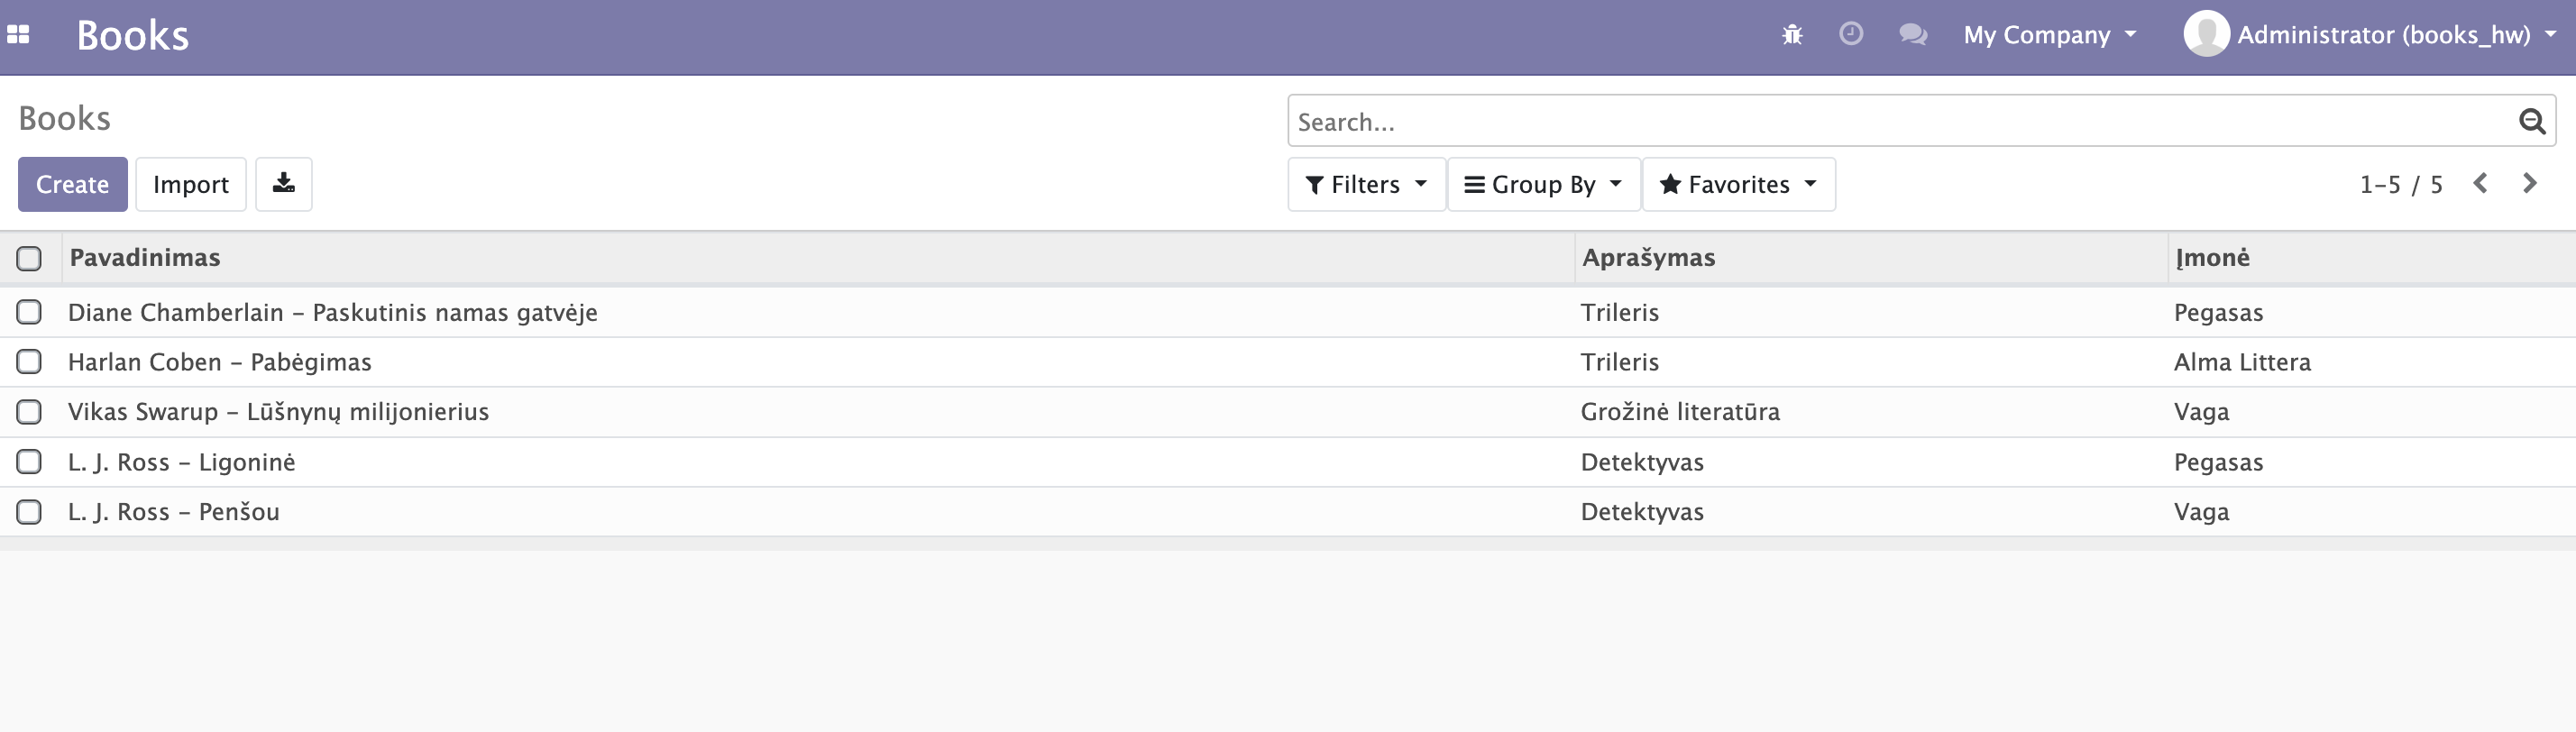 Books My Company Administrator (books_hw)
Books Search...
Create Import Filters Group By Favorites 1-5 / 5
Pavadinimas Aprašymas Įmonė
Diane Chamberlain – Paskutinis namas gatvėje Trileris Pegasas
Harlan Coben – Pabėgimas Trileris Alma Littera
Vikas Swarup – Lūšnynų milijonierius Grožinė literatūra Vaga
L. J. Ross – Ligoninė Detektyvas Pegasas
L. J. Ross – Penšou Detektyvas Vaga